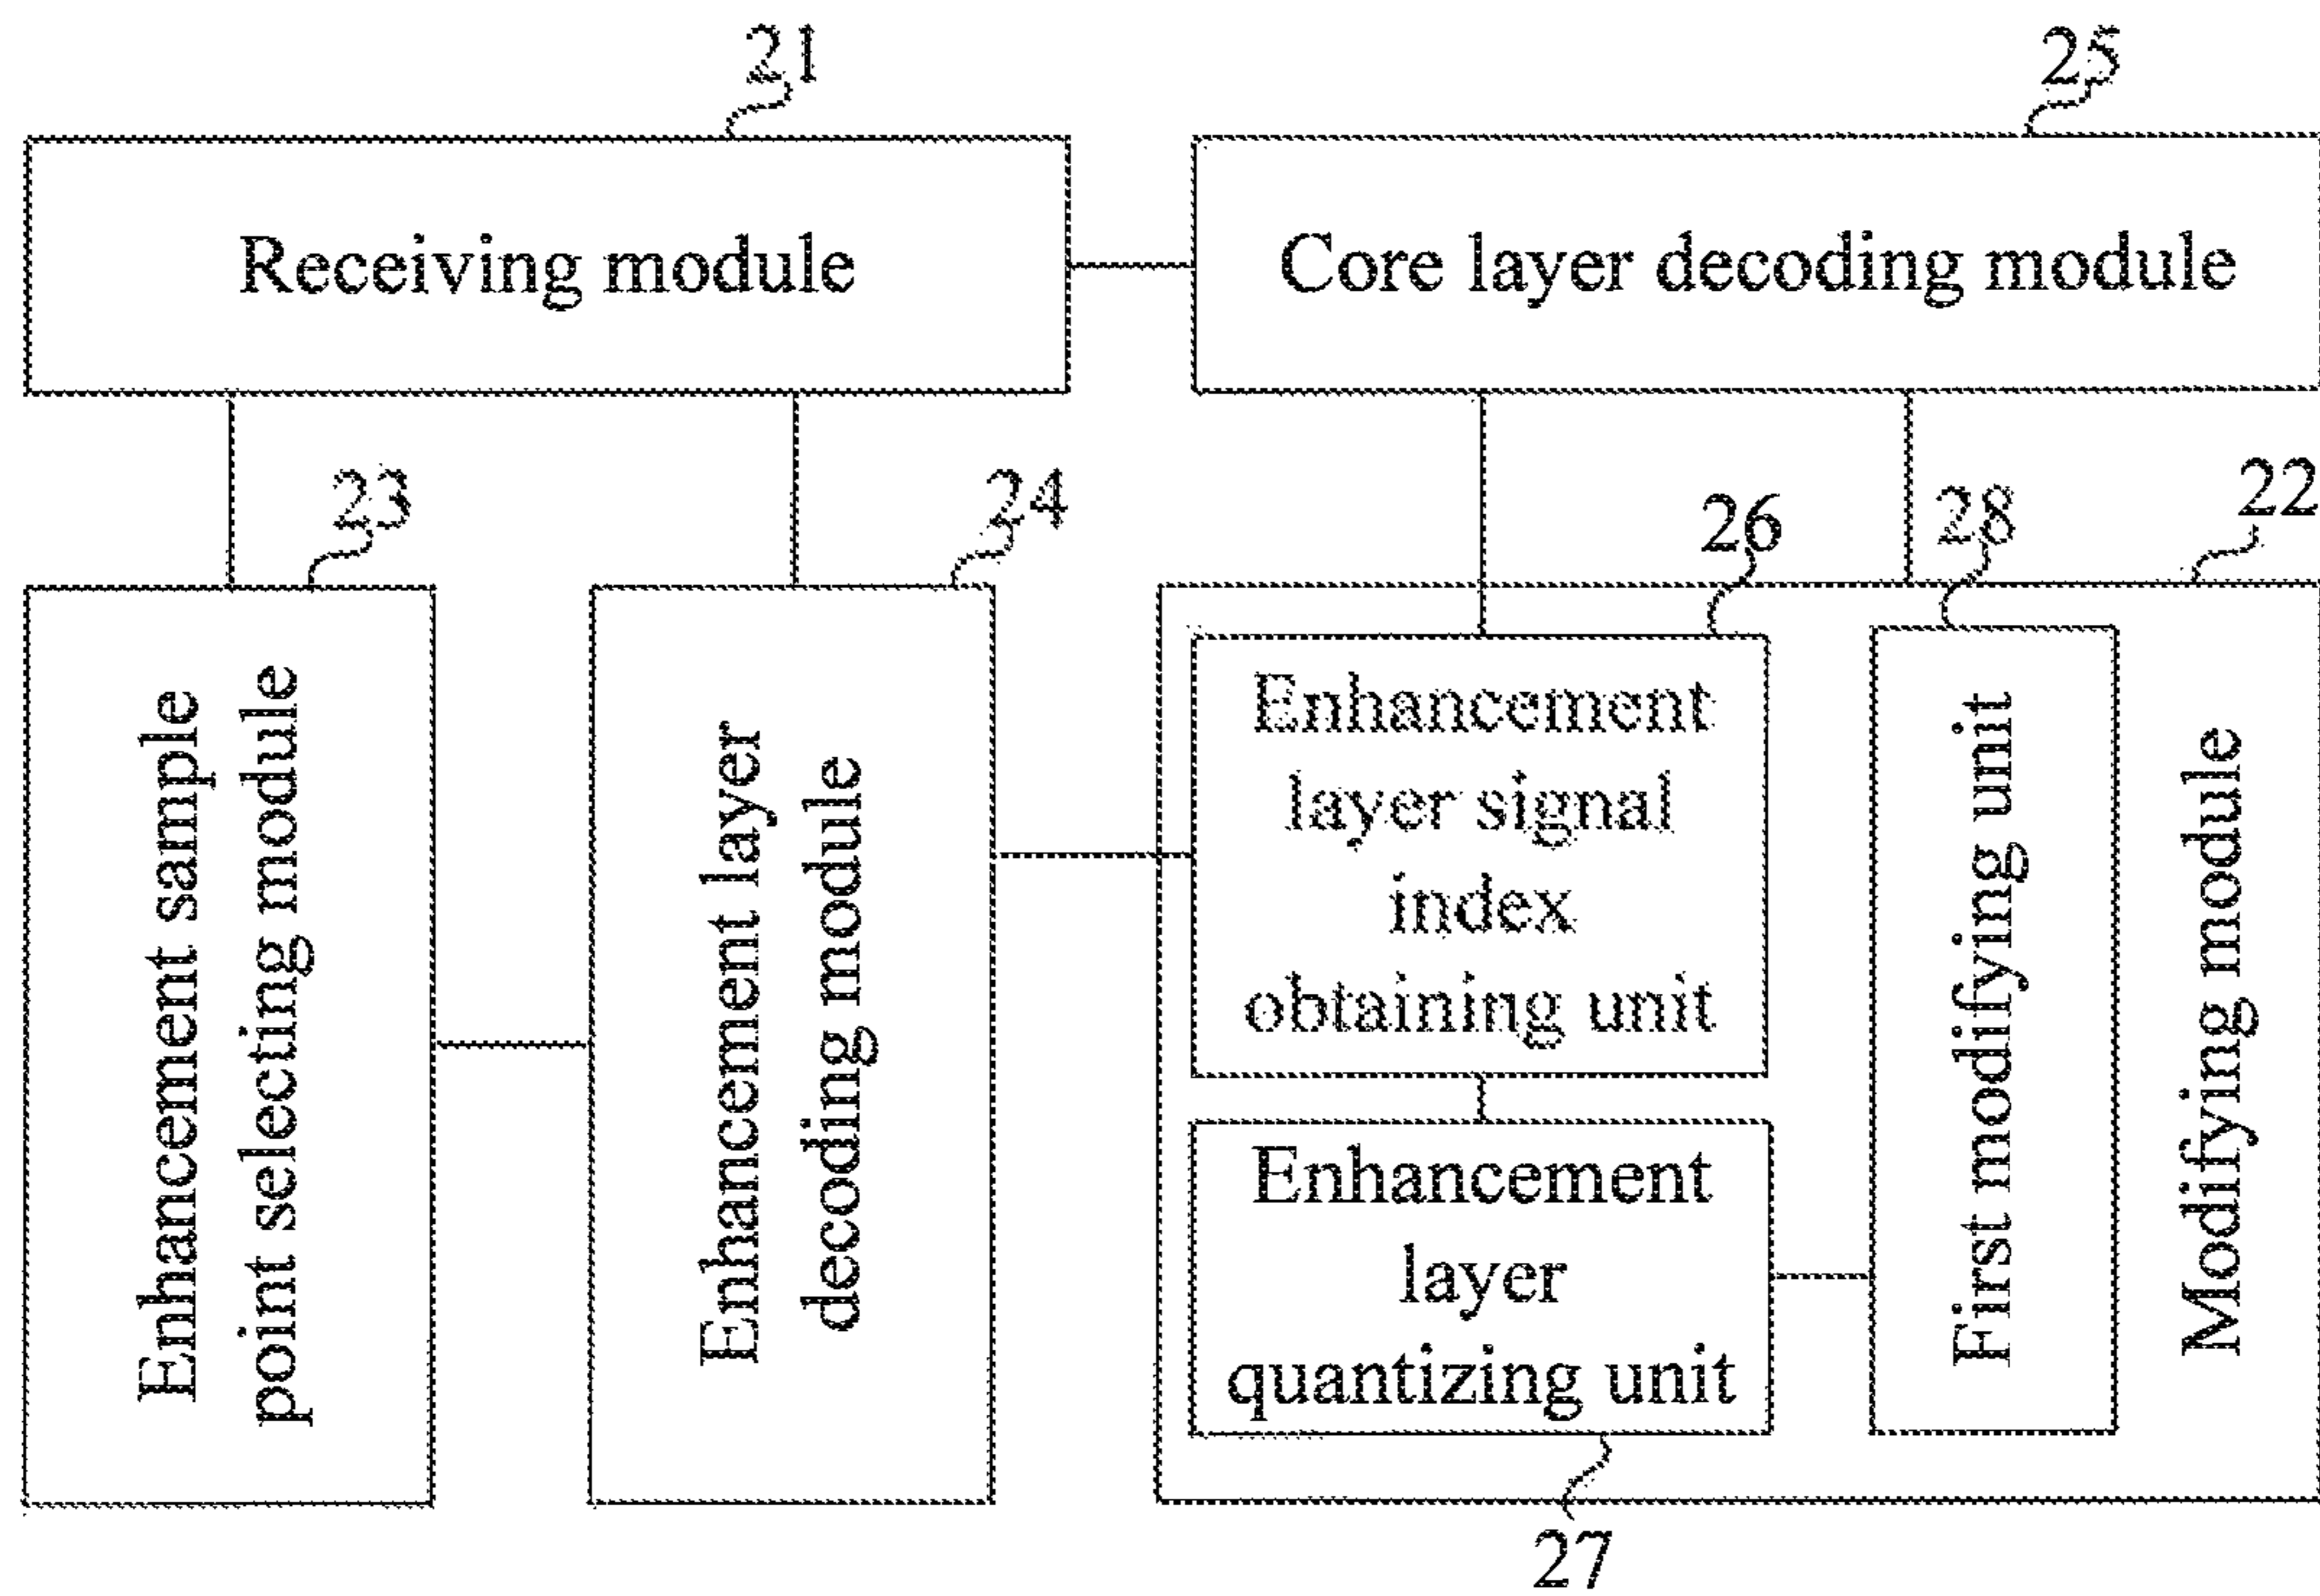 21
25
Receiving module
Core layer decoding module
23
24
26
28
22
Enhancement sample
point selecting module
Enhancement layer
decoding module
Enhancement
layer signal
index
obtaining unit
Enhancement
layer
quantizing unit
First modifying unit
Modifying module
27